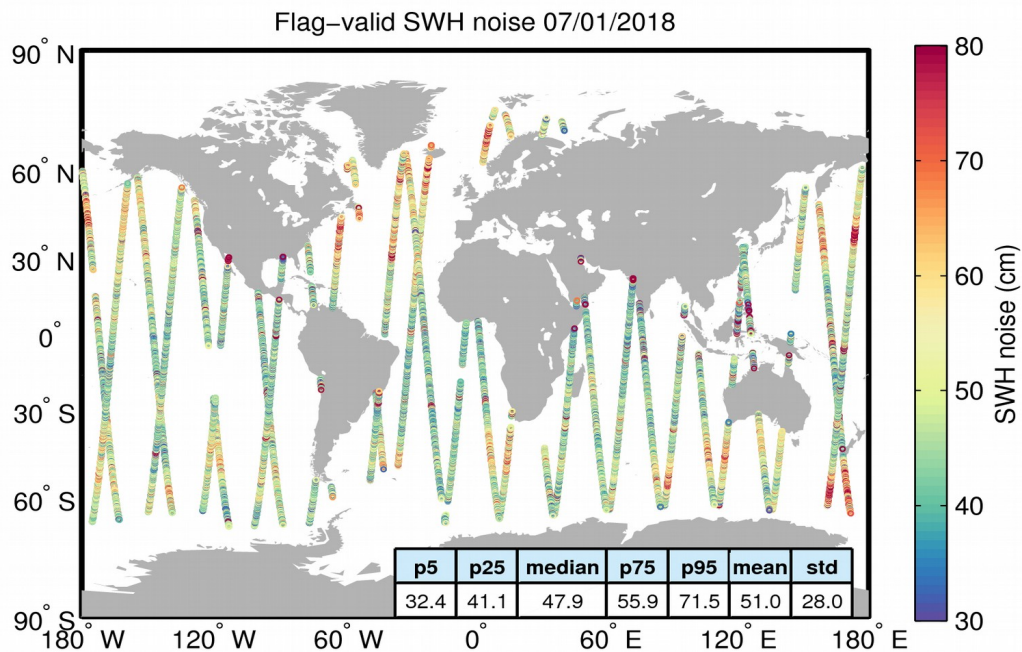 Flag−valid SWH noise 07/01/2018
90° N
60° N
30° N
0°
30° S
60° S
90° S
180° W
120° W
60° W
0°
60° E
120° E
180° E
80
70
60
50
40
30
SWH noise (cm)
p5 p25 median p75 p95 mean std
32.4 41.1 47.9 55.9 71.5 51.0 28.0